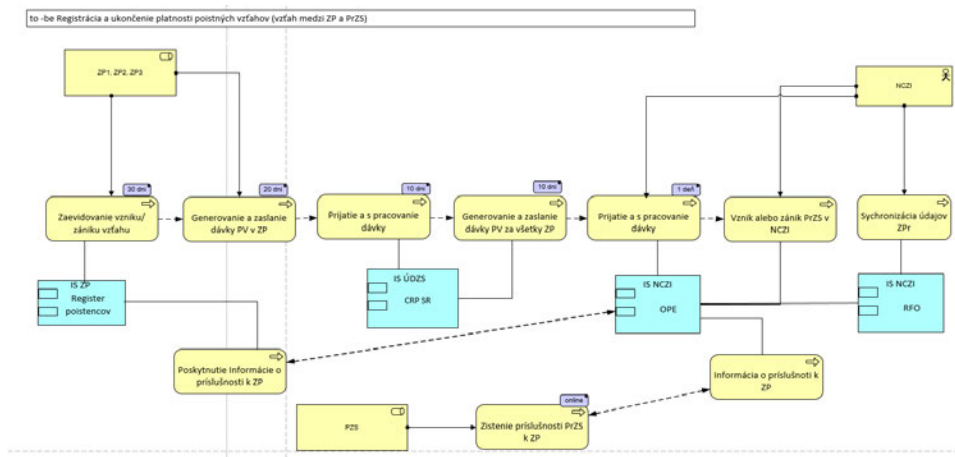 to -be Registrácia a ukončenie platnosti poistných vzťahov (vzťah medzi ZP a PrZS)
ZP1, ZP2, ZP3
NCZI
30 dní
20 dní
10 dní
10 dní
1 deň
Zaevidovanie vzniku/
zániku vzťahu
Generovanie a zaslanie
dávky PV v ZP
Prijatie a s pracovanie
dávky
Generovanie a zaslanie
dávky PV za všetky ZP
Prijatie a s pracovanie
dávky
Vznik alebo zánik PrZS v
NCZI
Sychronizácia údajov
ZPr
IS ZP
Register
poistencov
IS ÚDZS
CRP SR
IS NCZI
OPE
IS NCZI
RFO
Poskytnutie Informácie o
príslušnosti k ZP
Informácia o príslušnoti k
ZP
online
PZS
Zistenie príslušnosti PrZS
k ZP